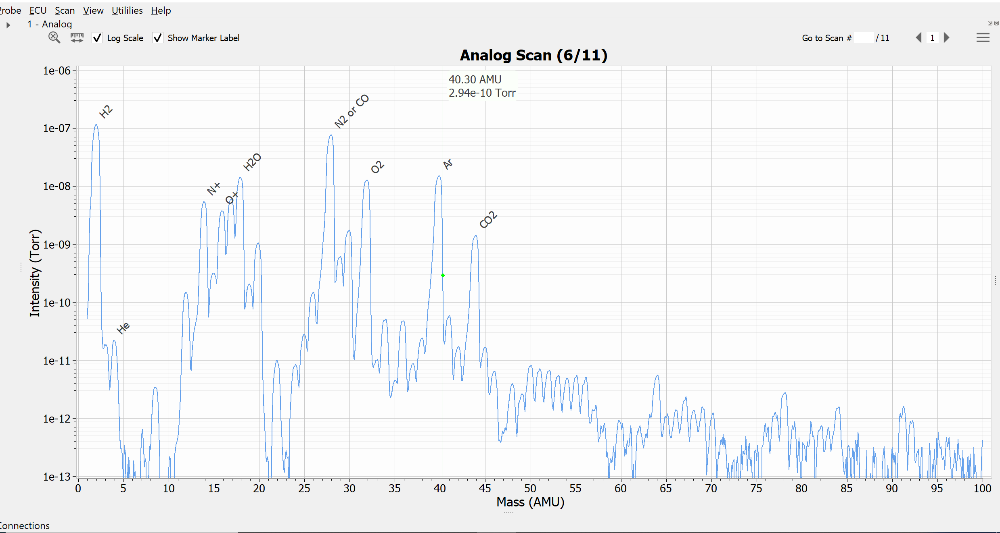 Probe ECU Scan View Utililies Help
1 - Analog
Log Scale Show Marker Label Go to Scan # / 11 1
Analog Scan (6/11)
40.30 AMU
2.94e-10 Torr
H2
He
N+
O+
H2O
N2 or CO
O2
Ar
CO2
Intensity (Torr)
1e-06
1e-07
1e-08
1e-09
1e-10
1e-11
1e-12
1e-13
0 5 10 15 20 25 30 35 40 45 50 55 60 65 70 75 80 85 90 95 100
Mass (AMU)
Connections